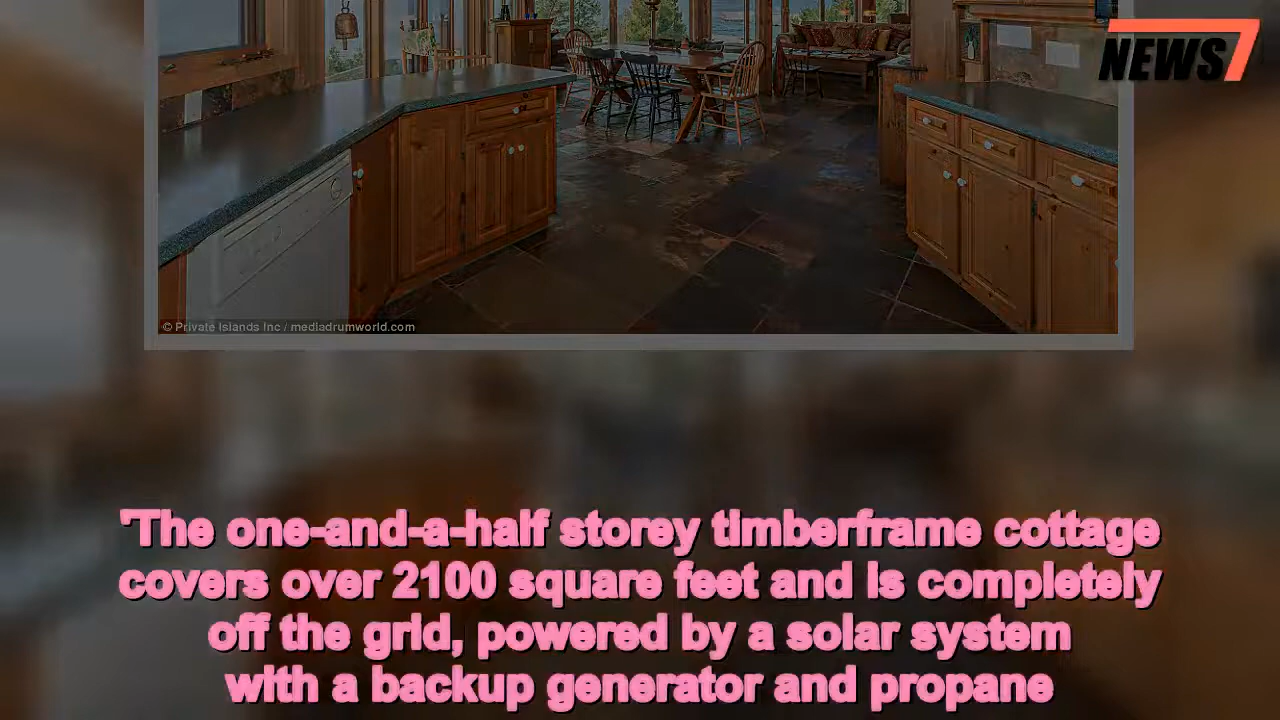 NEWS7
© Private Islands Inc / mediadrumworld.com
'The one-and-a-half storey timberframe cottage
covers over 2100 square feet and is completely
off the grid, powered by a solar system
with a backup generator and propane